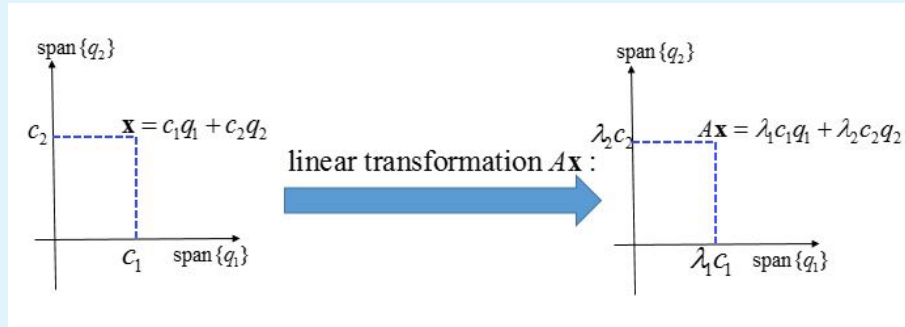 span{q₂}
c₂
x = c₁q₁ + c₂q₂
c₁
span{q₁}
linear transformation Ax :
span{q₂}
λ₂c₂
Ax = λ₁c₁q₁ + λ₂c₂q₂
λ₁c₁
span{q₁}